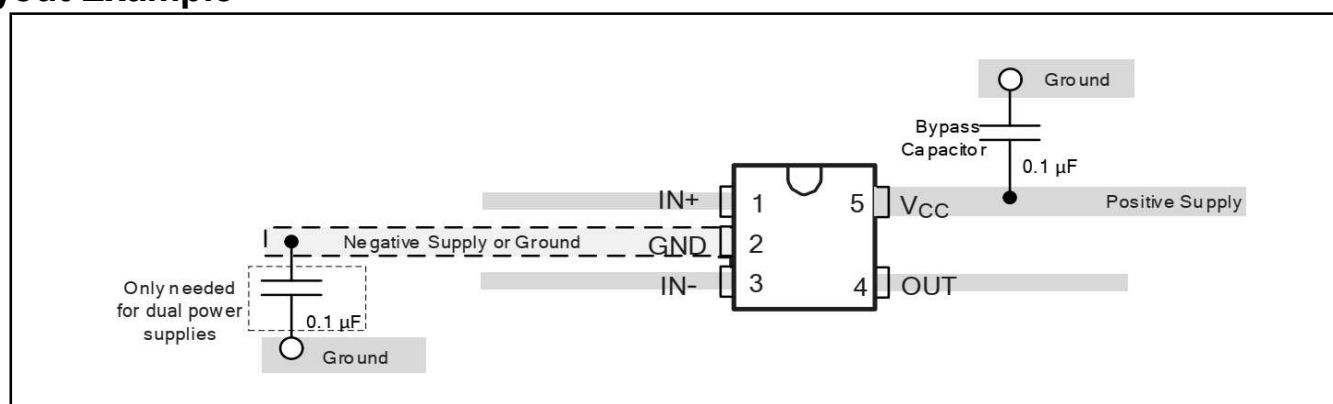 yout Example
Ground
Bypass
Capacitor
0.1 µF
IN+ 1 5 VCC Positive Supply
Negative Supply or Ground GND 2
IN- 3 4 OUT
Only needed
for dual power
supplies
0.1 µF
Ground